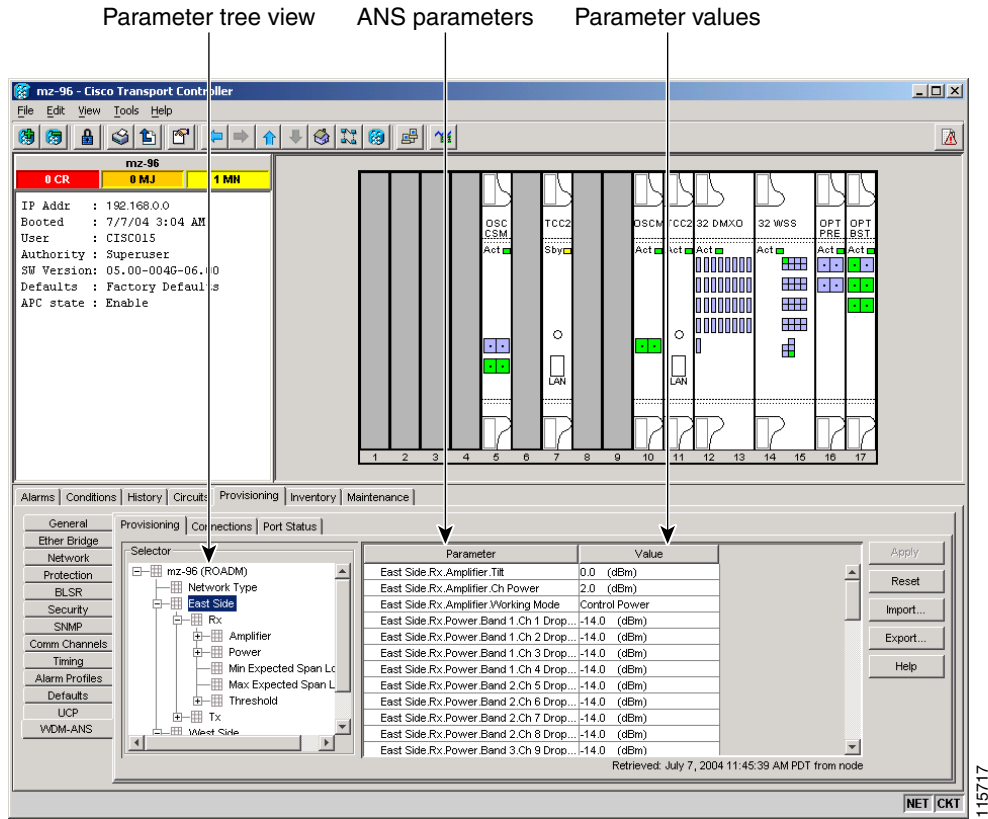 Parameter tree view
ANS parameters
Parameter values
mz-96 - Cisco Transport Controller
File Edit View Tools Help
mz-96
0 CR
0 MJ
1 MN
IP Addr : 192.168.0.0
Booted : 7/7/04 3:04 AM
User : CISCO15
Authority : Superuser
SW Version: 05.00-004G-06.00
Defaults : Factory Defaults
APC state : Enable
OSC CSM
TCC2
OSCM
TCC2
32 DMXO
32 WSS
OPT PRE
OPT BST
Act
Sby
Act
Act
Act
Act
Act
Act
LAN
LAN
1 2 3 4 5 6 7 8 9 10 11 12 13 14 15 16 17
Alarms Conditions History Circuits Provisioning Inventory Maintenance
General
Ether Bridge
Network
Protection
BLSR
Security
SNMP
Comm Channels
Timing
Alarm Profiles
Defaults
UCP
WDM-ANS
Provisioning Connections Port Status
Selector
mz-96 (ROADM)
Network Type
East Side
Rx
Amplifier
Power
Min Expected Span Lo
Max Expected Span L
Threshold
Tx
West Side
Parameter Value
East Side.Rx.Amplifier.Tilt 0.0 (dBm)
East Side.Rx.Amplifier.Ch Power 2.0 (dBm)
East Side.Rx.Amplifier.Working Mode Control Power
East Side.Rx.Power.Band 1.Ch 1 Drop... -14.0 (dBm)
East Side.Rx.Power.Band 1.Ch 2 Drop... -14.0 (dBm)
East Side.Rx.Power.Band 1.Ch 3 Drop... -14.0 (dBm)
East Side.Rx.Power.Band 1.Ch 4 Drop... -14.0 (dBm)
East Side.Rx.Power.Band 2.Ch 5 Drop... -14.0 (dBm)
East Side.Rx.Power.Band 2.Ch 6 Drop... -14.0 (dBm)
East Side.Rx.Power.Band 2.Ch 7 Drop... -14.0 (dBm)
East Side.Rx.Power.Band 2.Ch 8 Drop... -14.0 (dBm)
East Side.Rx.Power.Band 3.Ch 9 Drop... -14.0 (dBm)
Apply
Reset
Import...
Export...
Help
Retrieved: July 7, 2004 11:45:39 AM PDT from node
NET CKT
115717